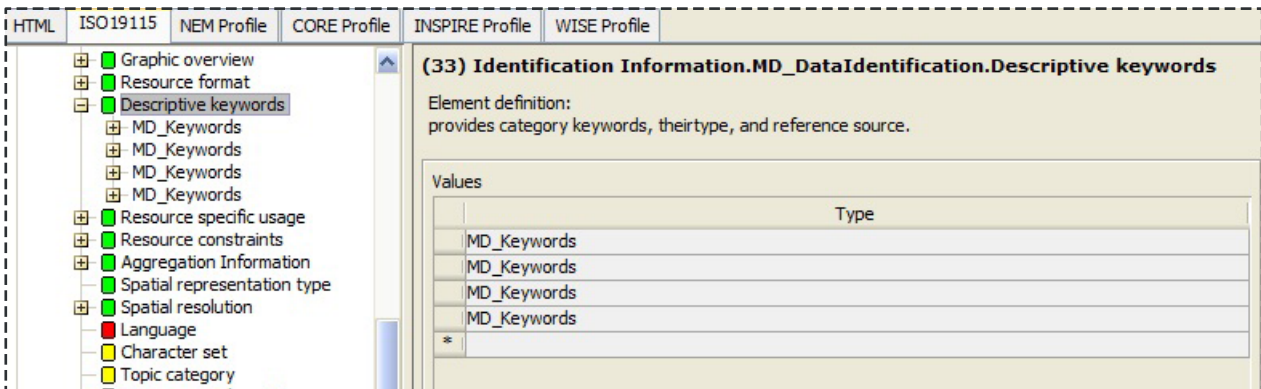 HTML ISO19115 NEM Profile CORE Profile INSPIRE Profile WISE Profile
Graphic overview
Resource format
Descriptive keywords
MD_Keywords
MD_Keywords
MD_Keywords
MD_Keywords
Resource specific usage
Resource constraints
Aggregation Information
Spatial representation type
Spatial resolution
Language
Character set
Topic category
(33) Identification Information.MD_DataIdentification.Descriptive keywords
Element definition:
provides category keywords, theirtype, and reference source.
Values
Type
MD_Keywords
MD_Keywords
MD_Keywords
MD_Keywords
*